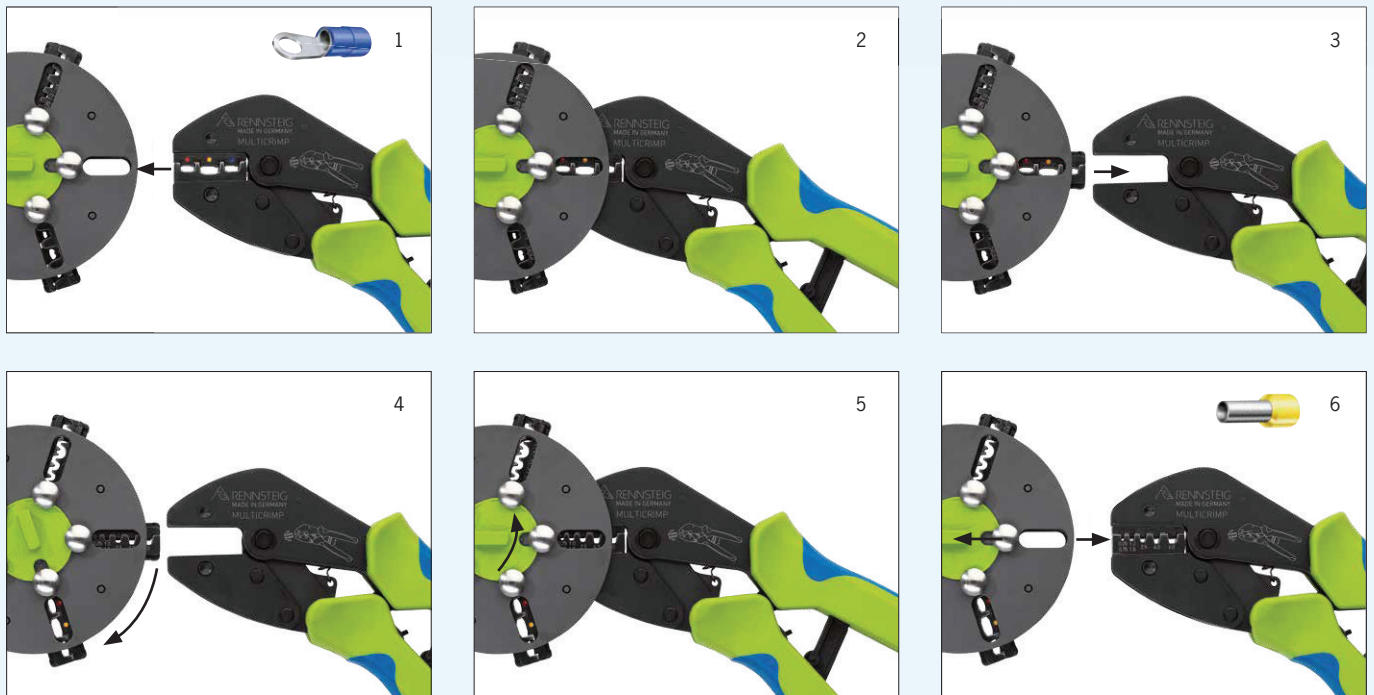 1
RENNSTEIG
MADE IN GERMANY
MULTICRIMP
2
RENNSTEIG
MADE IN GERMANY
MULTICRIMP
3
RENNSTEIG
MADE IN GERMANY
MULTICRIMP
4
RENNSTEIG
MADE IN GERMANY
MULTICRIMP
5
RENNSTEIG
MADE IN GERMANY
MULTICRIMP
6
RENNSTEIG
MADE IN GERMANY
MULTICRIMP